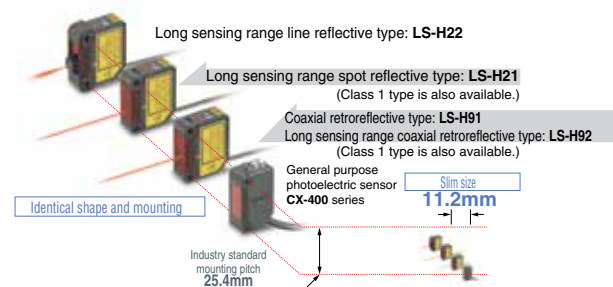 Long sensing range line reflective type: LS-H22
Long sensing range spot reflective type: LS-H21
(Class 1 type is also available.)
Coaxial retroreflective type: LS-H91
Long sensing range coaxial retroreflective type: LS-H92
(Class 1 type is also available.)
General purpose
photoelectric sensor
CX-400 series
Slim size
11.2mm
Identical shape and mounting
Industry standard
mounting pitch
25.4mm